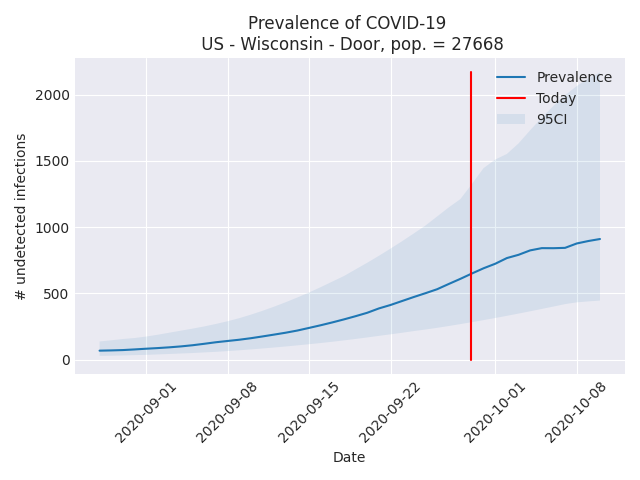 Prevalence of COVID-19
US - Wisconsin - Door, pop. = 27668
Prevalence
Today
95CI
# undetected infections
2000
1500
1000
500
0
2020-09-01
2020-09-08
2020-09-15
2020-09-22
2020-10-01
2020-10-08
Date